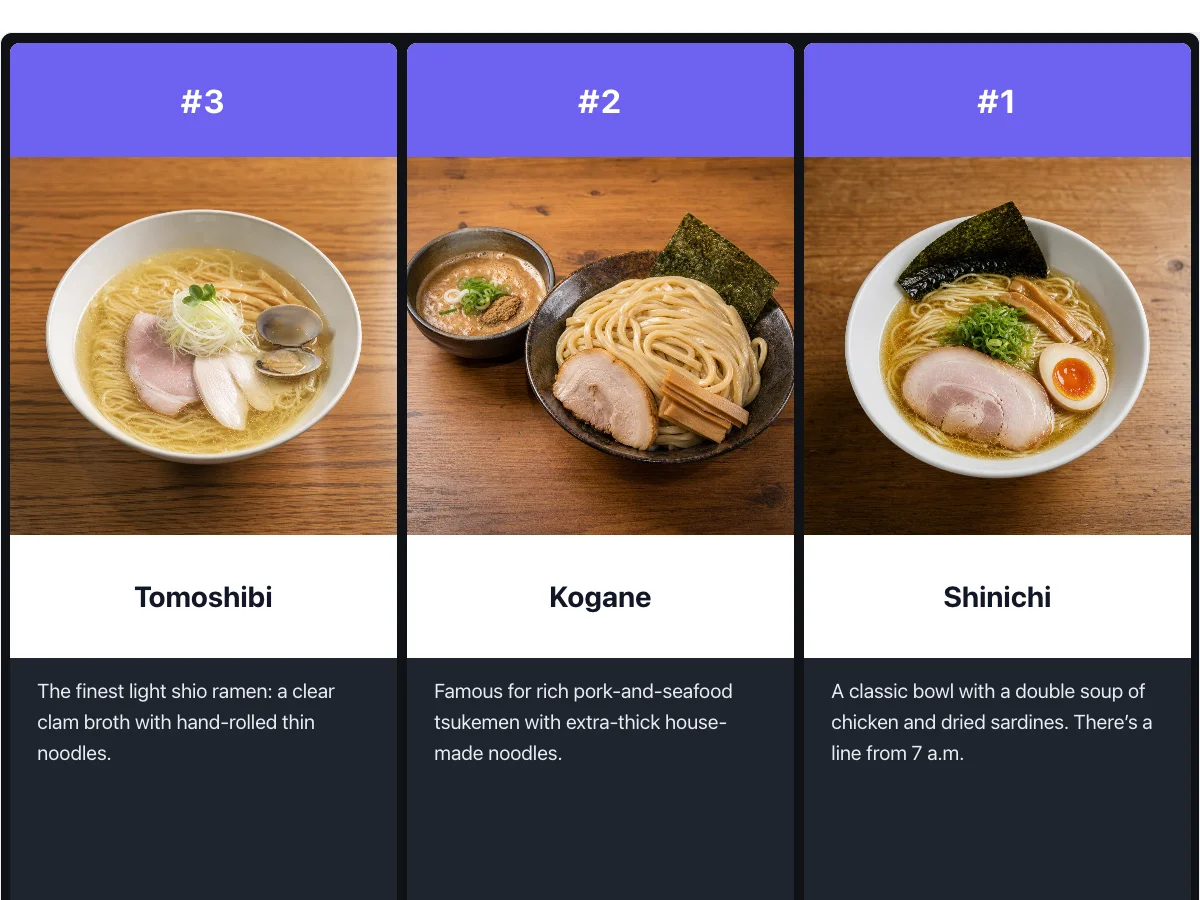 #3
Tomoshibi
The finest light shio ramen: a clear
clam broth with hand-rolled thin
noodles.
#2
Kogane
Famous for rich pork-and-seafood
tsukemen with extra-thick house-
made noodles.
#1
Shinichi
A classic bowl with a double soup of
chicken and dried sardines. There’s a
line from 7 a.m.